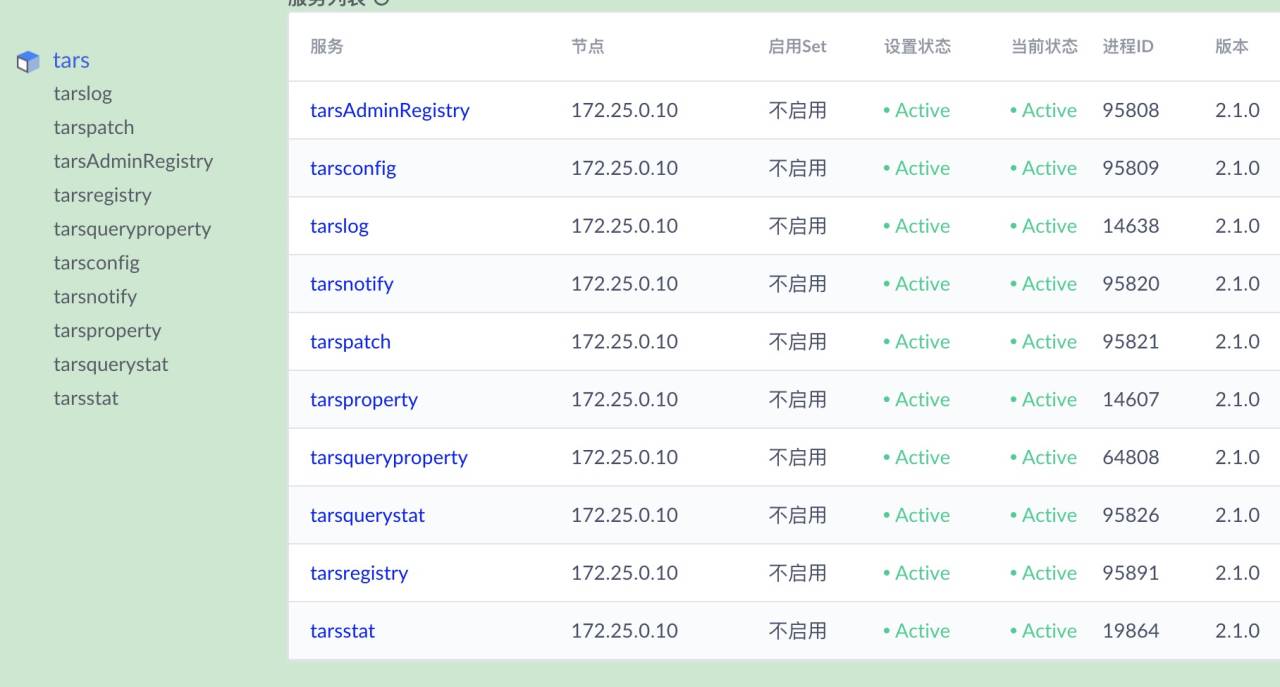 服务列表
tars
tarslog
tarspatch
tarsAdminRegistry
tarsregistry
tarsqueryproperty
tarsconfig
tarsnotify
tarsproperty
tarsquerystat
tarsstat
服务 节点 启用Set 设置状态 当前状态 进程ID 版本
tarsAdminRegistry 172.25.0.10 不启用 • Active • Active 95808 2.1.0
tarsconfig 172.25.0.10 不启用 • Active • Active 95809 2.1.0
tarslog 172.25.0.10 不启用 • Active • Active 14638 2.1.0
tarsnotify 172.25.0.10 不启用 • Active • Active 95820 2.1.0
tarspatch 172.25.0.10 不启用 • Active • Active 95821 2.1.0
tarsproperty 172.25.0.10 不启用 • Active • Active 14607 2.1.0
tarsqueryproperty 172.25.0.10 不启用 • Active • Active 64808 2.1.0
tarsquerystat 172.25.0.10 不启用 • Active • Active 95826 2.1.0
tarsregistry 172.25.0.10 不启用 • Active • Active 95891 2.1.0
tarsstat 172.25.0.10 不启用 • Active • Active 19864 2.1.0